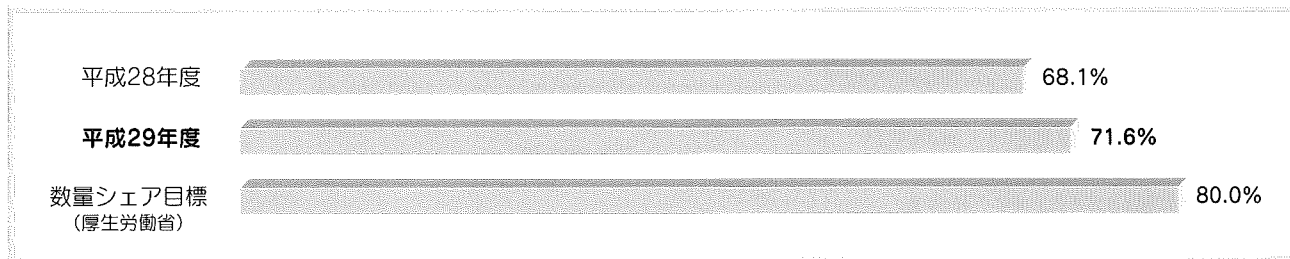 平成28年度
68.1%
平成29年度
71.6%
数量シェア目標
（厚生労働省）
80.0%